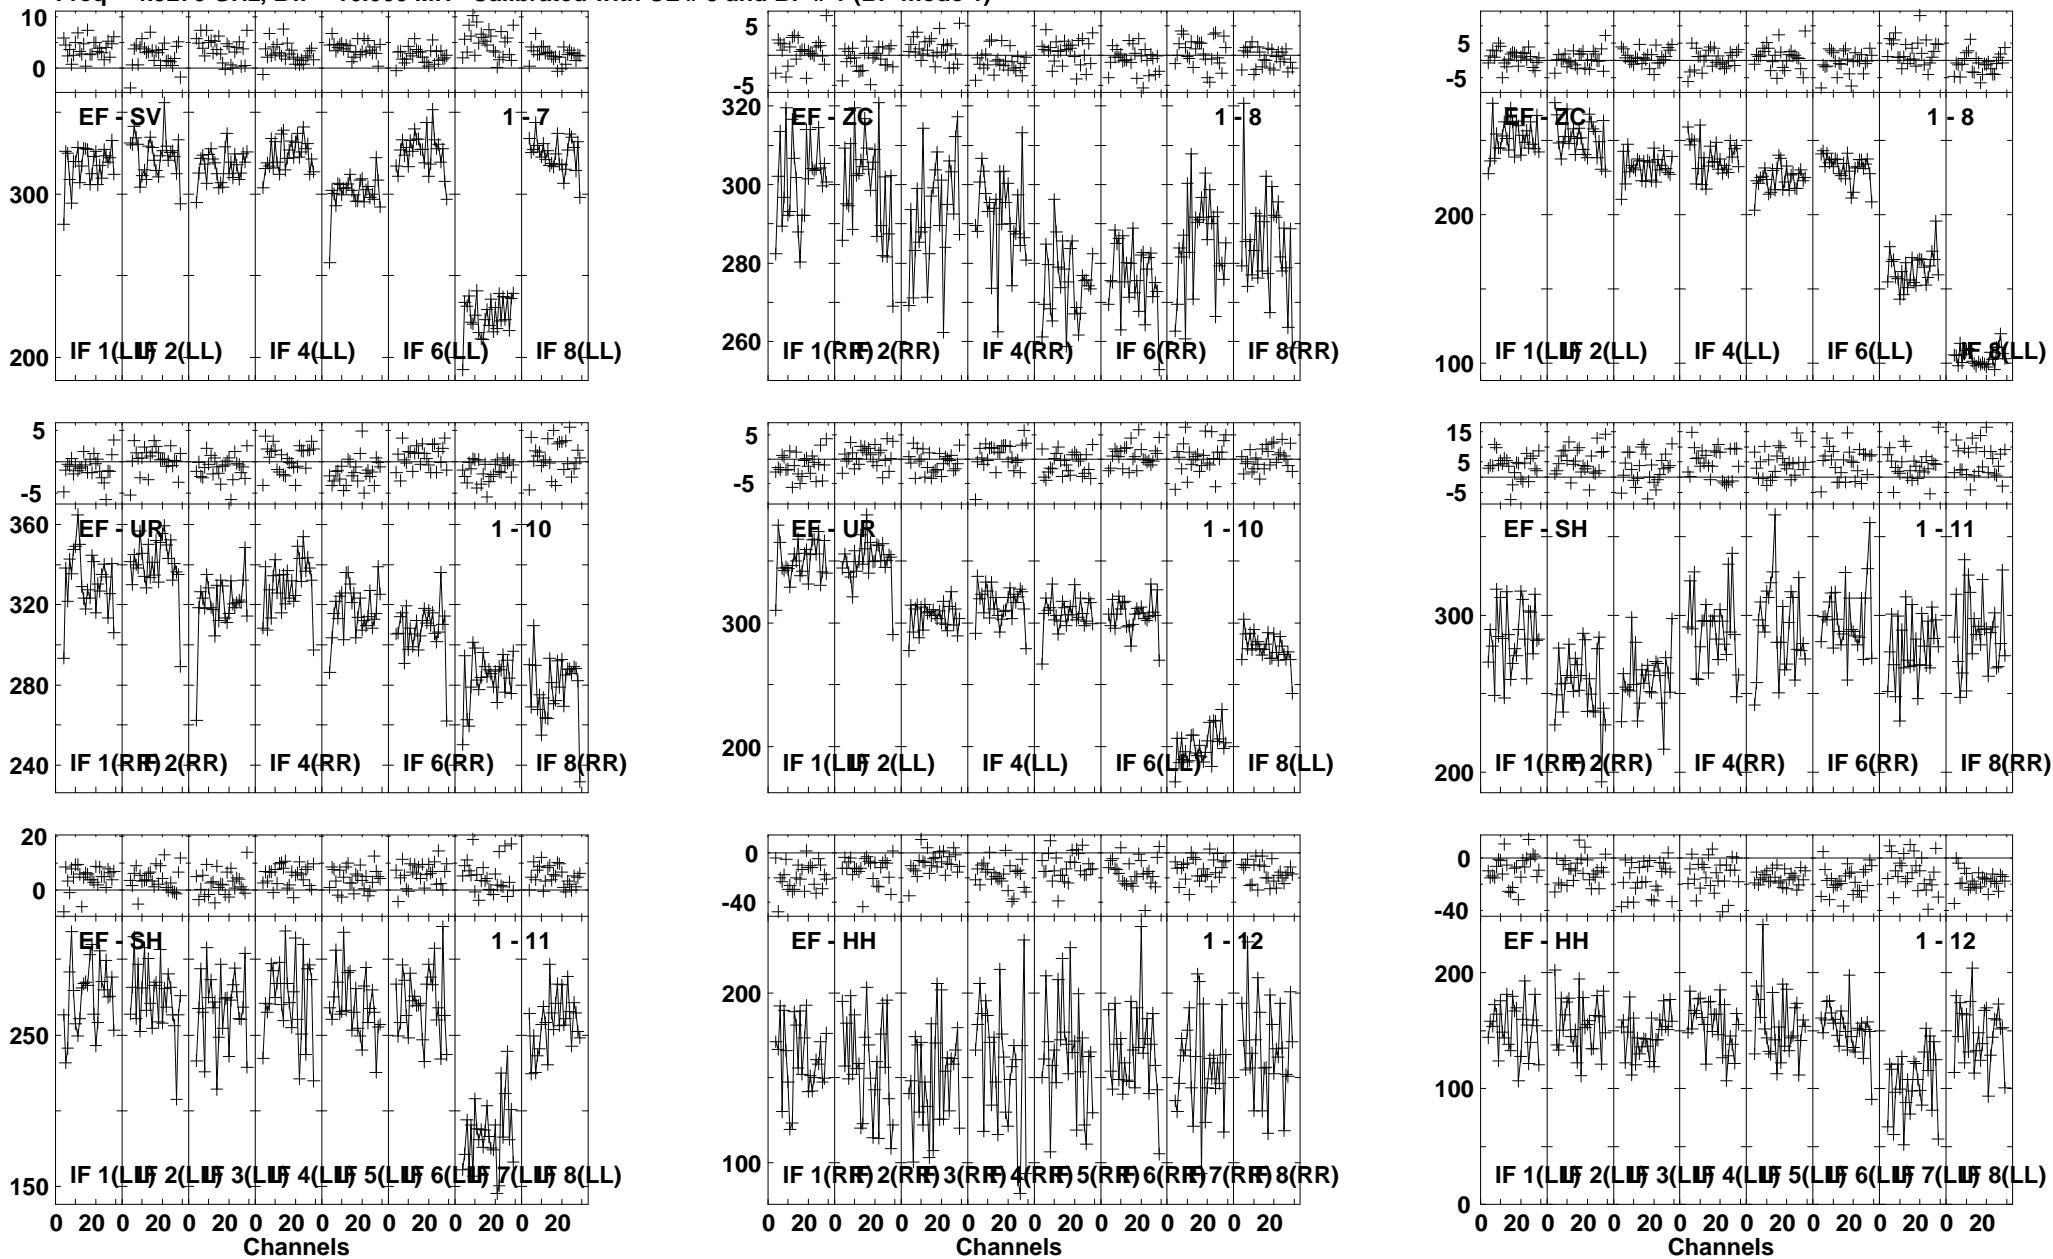 10
0
EF - SV
1 - 7
300
200
IF 1(LL) IF 2(LL) IF 4(LL) IF 6(LL) IF 8(LL)
5
-5
320
EF - ZC
1 - 8
300
280
260
IF 1(RR) IF 2(RR) IF 4(RR) IF 6(RR) IF 8(RR)
5
-5
EF - ZC
1 - 8
200
100
IF 1(LL) IF 2(LL) IF 4(LL) IF 6(LL) IF 8(LL)
5
-5
360
EF - UR
1 - 10
320
280
240
IF 1(RR) IF 2(RR) IF 4(RR) IF 6(RR) IF 8(RR)
5
-5
EF - UR
1 - 10
300
200
IF 1(LL) IF 2(LL) IF 4(LL) IF 6(LL) IF 8(LL)
15
5
-5
EF - SH
1 - 11
300
200
IF 1(RR) IF 2(RR) IF 4(RR) IF 6(RR) IF 8(RR)
20
0
EF - SH
1 - 11
250
150
IF 1(LL) IF 2(LL) IF 3(LL) IF 4(LL) IF 5(LL) IF 6(LL) IF 7(LL) IF 8(LL)
0 20 0 20 0 20 0 20 0 20 0 20 0 20 0 20
Channels
0
-40
EF - HH
1 - 12
200
100
IF 1(RR) IF 2(RR) IF 3(RR) IF 4(RR) IF 5(RR) IF 6(RR) IF 7(RR) IF 8(RR)
0 20 0 20 0 20 0 20 0 20 0 20 0 20 0 20
Channels
0
-40
EF - HH
1 - 12
200
100
0
IF 1(LL) IF 2(LL) IF 3(LL) IF 4(LL) IF 5(LL) IF 6(LL) IF 7(LL) IF 8(LL)
0 20 0 20 0 20 0 20 0 20 0 20 0 20 0 20
Channels